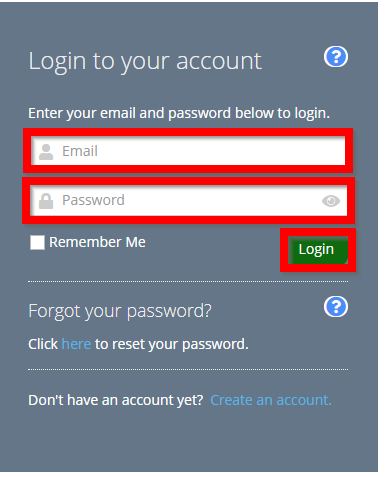 Login to your account ?
Enter your email and password below to login.
Email
Password
Remember Me
Login
Forgot your password? ?
Click here to reset your password.
Don't have an account yet? Create an account.